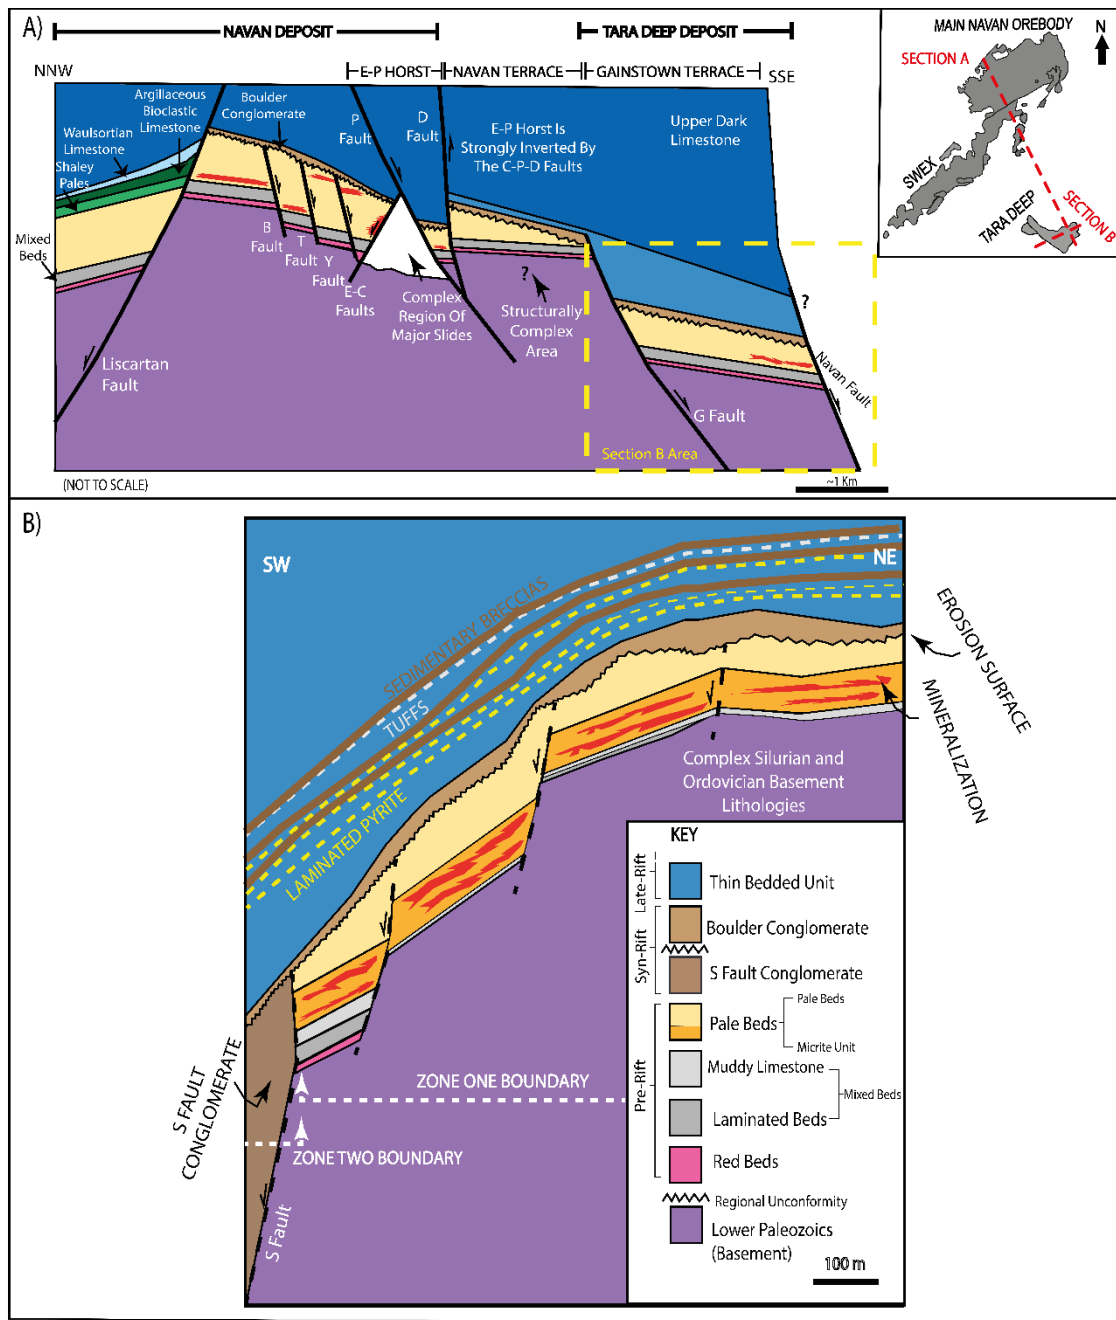 A)
NAVAN DEPOSIT
TARA DEEP DEPOSIT
NNW
E-P HORST
NAVAN TERRACE
GAINSTOWN TERRACE
SSE
Argillaceous
Bioclastic
Limestone
Boulder
Conglomerate
Waulsortian
Limestone
Shaley
Pales
Mixed
Beds
P
Fault
D
Fault
E-P Horst Is
Strongly Inverted By
The C-P-D Faults
Upper Dark
Limestone
B
Fault
T
Fault
Y
Fault
E-C
Faults
Complex
Region Of
Major Slides
?
Structurally
Complex
Area
?
Liscartan
Fault
G Fault
Navan Fault
Section B Area
(NOT TO SCALE)
~1 Km
MAIN NAVAN OREBODY
N
SECTION A
SWEX
TARA DEEP
SECTION B
B)
SW
NE
SEDIMENTARY BRECCIAS
TUFFS
LAMINATED PYRITE
EROSION SURFACE
MINERALIZATION
Complex Silurian and
Ordovician Basement
Lithologies
S FAULT
CONGLOMERATE
S Fault
ZONE ONE BOUNDARY
ZONE TWO BOUNDARY
KEY
Late-Rift
Thin Bedded Unit
Syn-Rift
Boulder Conglomerate
S Fault Conglomerate
Pre-Rift
Pale Beds
Pale Beds
Micrite Unit
Muddy Limestone
Mixed Beds
Laminated Beds
Red Beds
Regional Unconformity
Lower Paleozoics
(Basement)
100 m